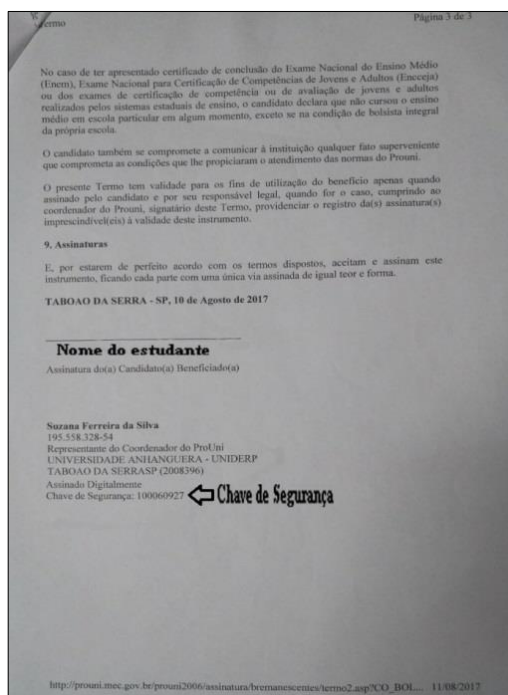 Termo
Página 3 de 3
No caso de ter apresentado certificado de conclusão do Exame Nacional do Ensino Médio
(Enem), Exame Nacional para Certificação de Competências de Jovens e Adultos (Encceja)
ou dos exames de certificação de competência ou de avaliação de jovens e adultos
realizados pelos sistemas estaduais de ensino, o candidato declara que não cursou o ensino
médio em escola particular em algum momento, exceto se na condição de bolsista integral
da própria escola.
O candidato também se compromete a comunicar à instituição qualquer fato superveniente
que comprometa as condições que lhe propiciaram o atendimento das normas do Prouni.
O presente Termo tem validade para os fins de utilização do benefício apenas quando
assinado pelo candidato e por seu responsável legal, quando for o caso, cumprindo ao
coordenador do Prouni, signatário deste Termo, providenciar o registro da(s) assinatura(s)
imprescindível(eis) à validade deste instrumento.
9. Assinaturas
E, por estarem de perfeito acordo com os termos dispostos, aceitam e assinam este
instrumento, ficando cada parte com uma única via assinada de igual teor e forma.
TABOAO DA SERRA - SP, 10 de Agosto de 2017
Nome do estudante
Assinatura do(a) Candidato(a) Beneficiado(a)
Suzana Ferreira da Silva
195.558.328-54
Representante do Coordenador do ProUni
UNIVERSIDADE ANHANGUERA - UNIDERP
TABOAO DA SERRASP (2008396)
Assinado Digitalmente
Chave de Segurança: 100060927 Chave de Segurança
http://prouni.mec.gov.br/prouni2006/assinatura/bremanescentes/termo2.asp?CO_BOL... 11/08/2017